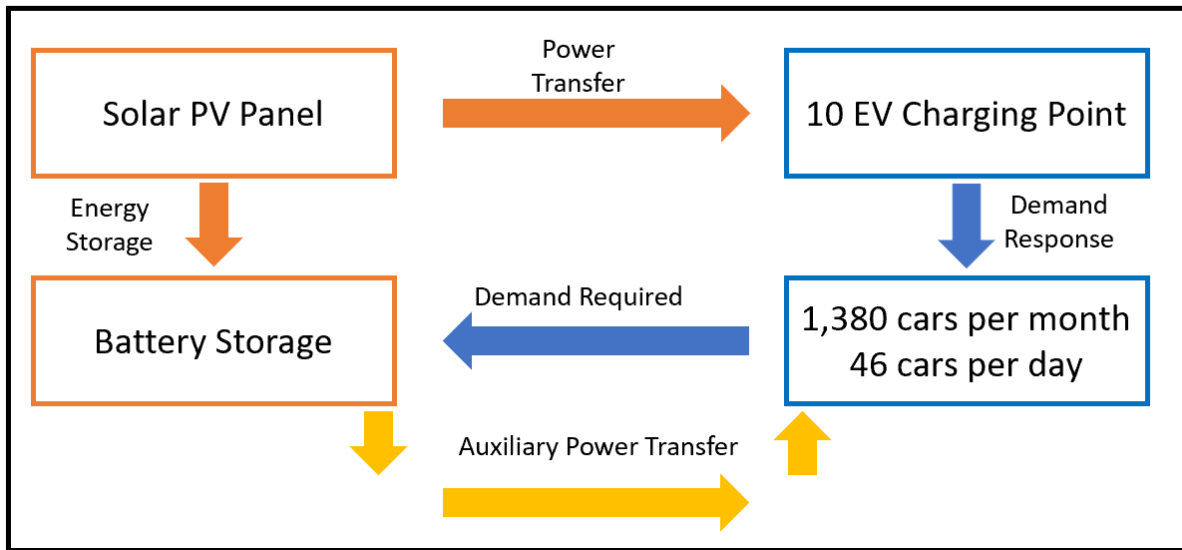 Power
Transfer
Solar PV Panel
10 EV Charging Point
Energy
Storage
Demand
Response
Battery Storage
Demand Required
1,380 cars per month
46 cars per day
Auxiliary Power Transfer